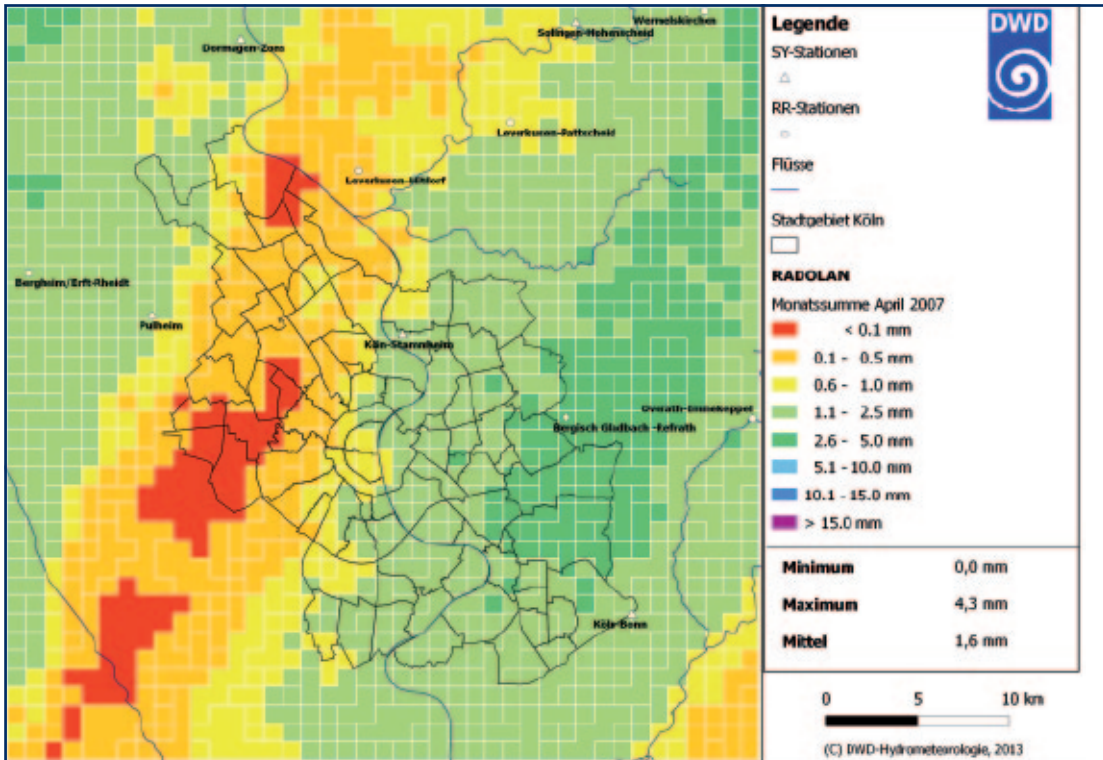 Wermelskirchen
Solingen-Hohenscheid
Dormagen-Zons
Leverkusen-Pattscheid
Leverkusen-Hitdorf
Bergheim/Erft-Rheidt
Pulheim
Köln-Stammheim
Overath-Immekeppel
Bergisch Gladbach -Refrath
Köln-Bonn
Legende
DWD
SY-Stationen
RR-Stationen
Flüsse
Stadtgebiet Köln
RADOLAN
Monatssumme April 2007
< 0.1 mm
0.1 - 0.5 mm
0.6 - 1.0 mm
1.1 - 2.5 mm
2.6 - 5.0 mm
5.1 - 10.0 mm
10.1 - 15.0 mm
> 15.0 mm
Minimum 0,0 mm
Maximum 4,3 mm
Mittel 1,6 mm
0 5 10 km
(C) DWD-Hydrometeorologie, 2013